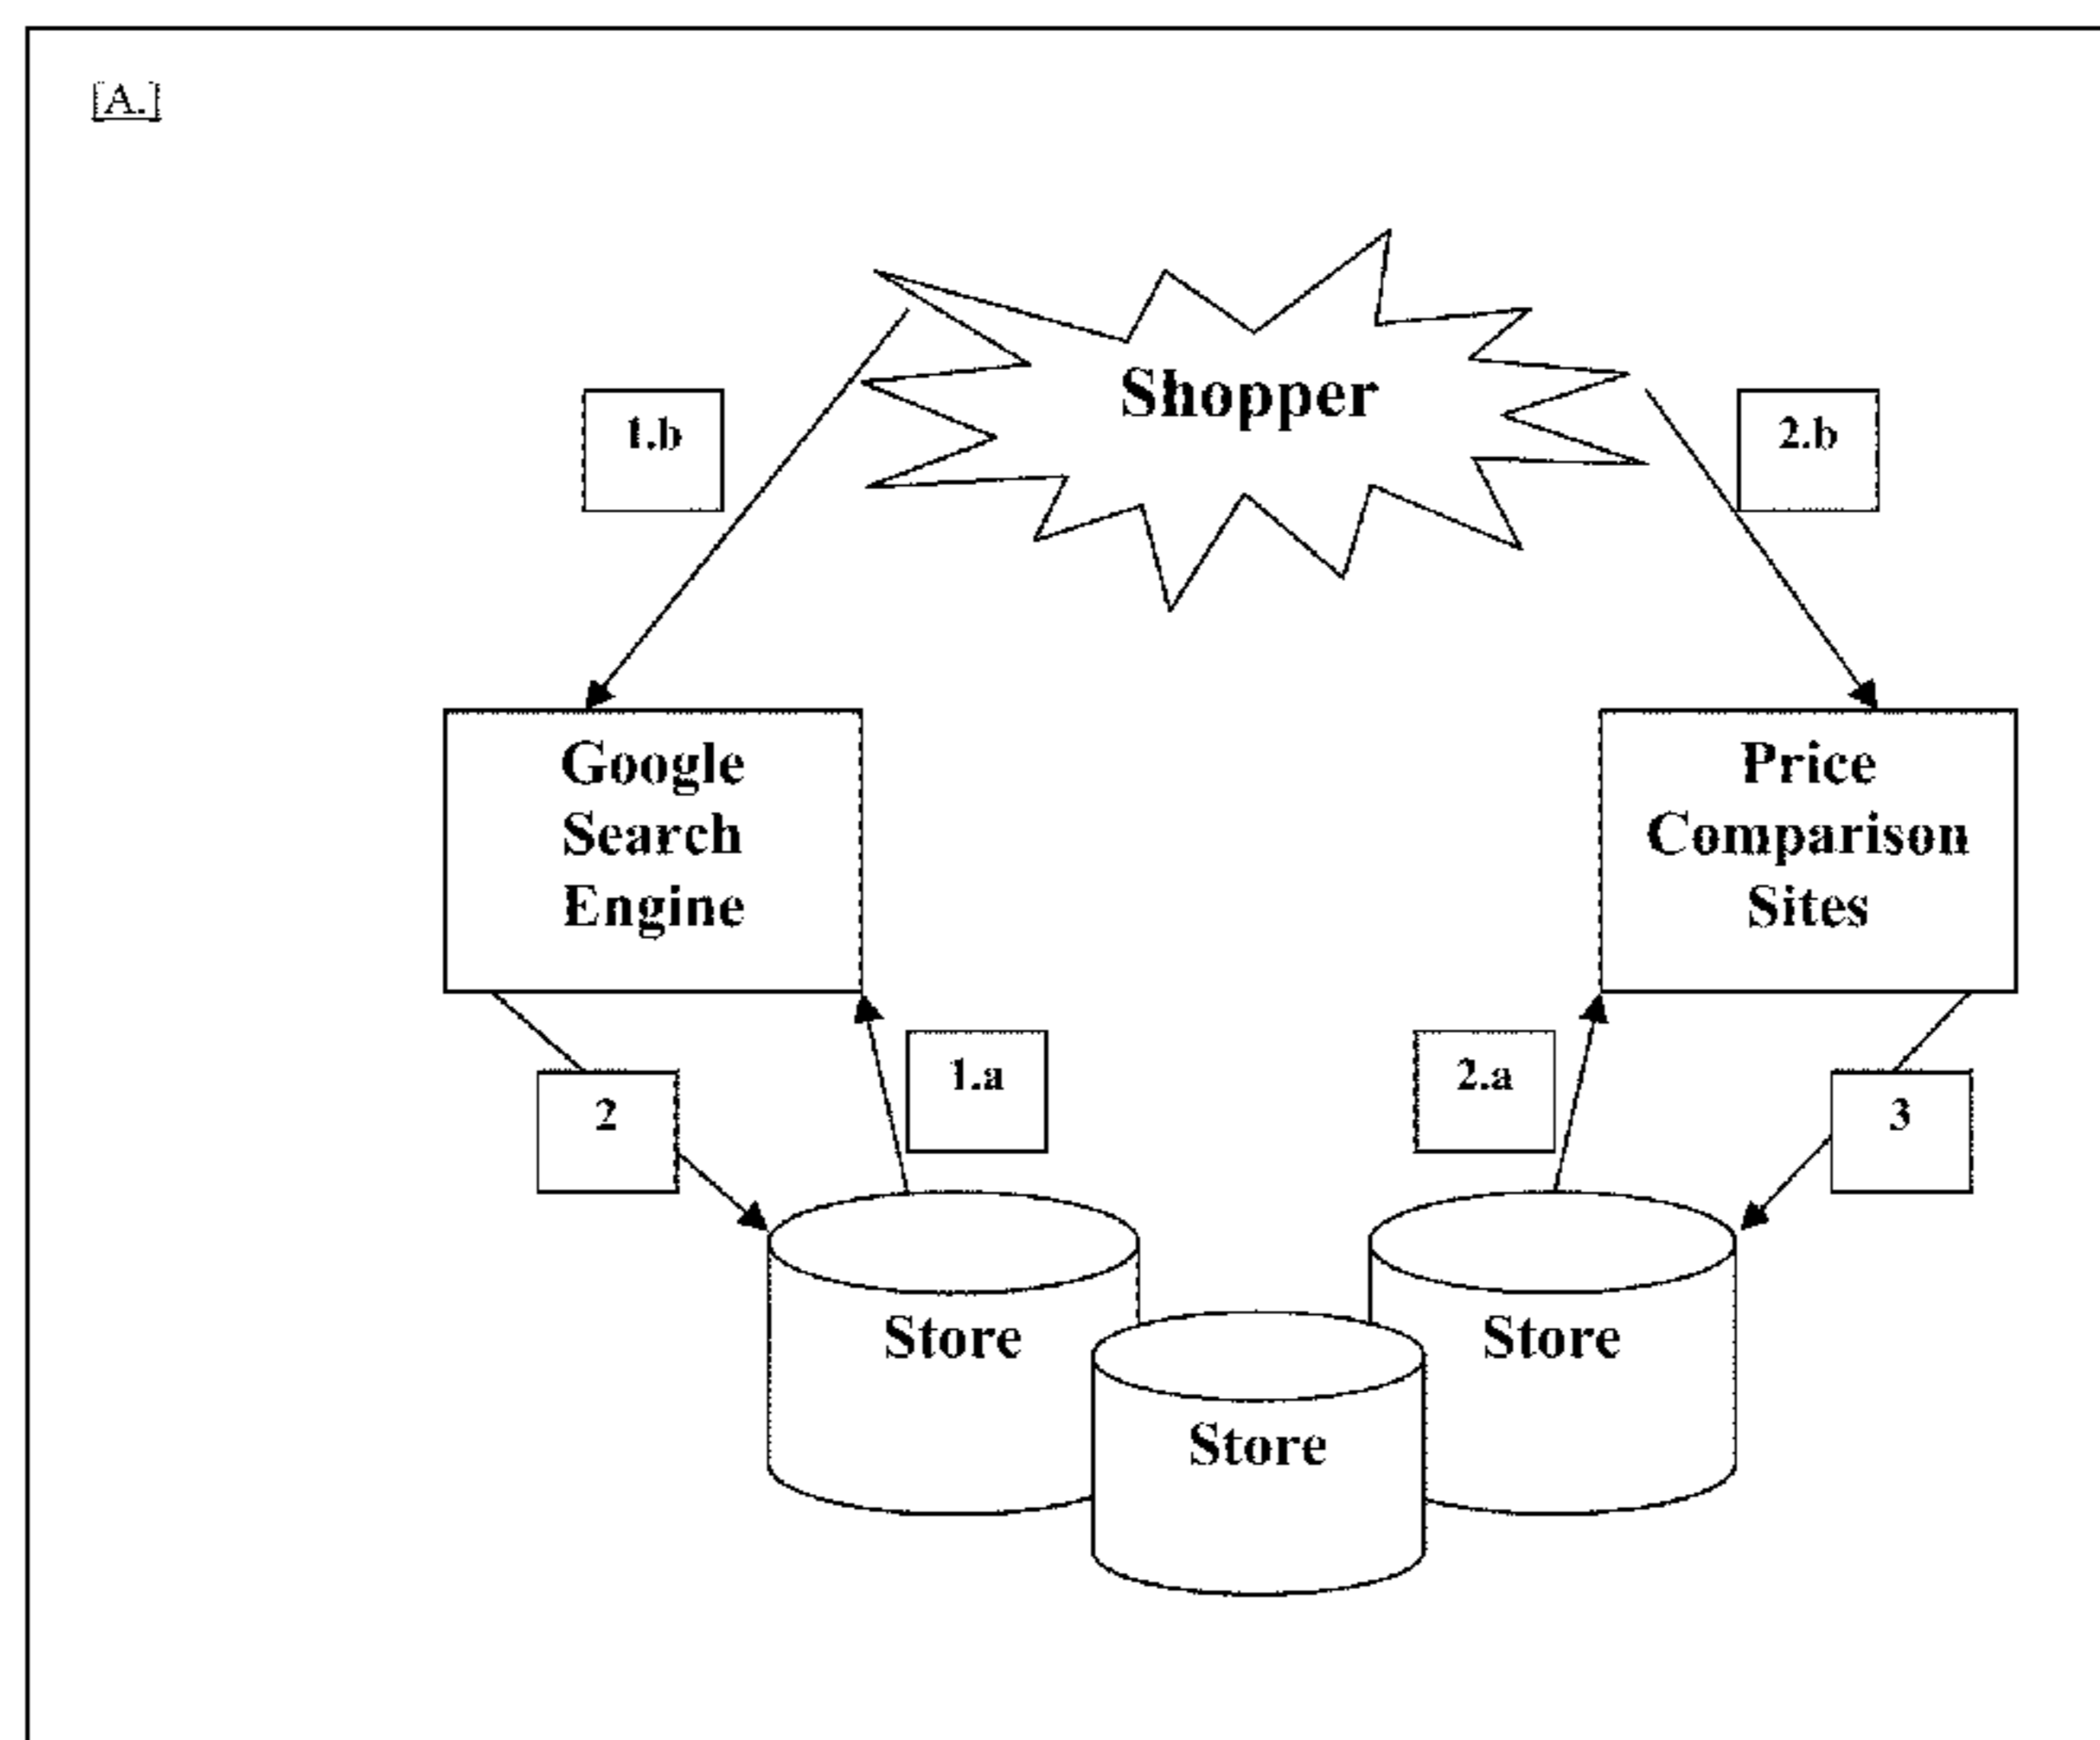 [A.]
Shopper
1.b
2.b
Google
Search
Engine
Price
Comparison
Sites
1.a
2.a
2
3
Store
Store
Store